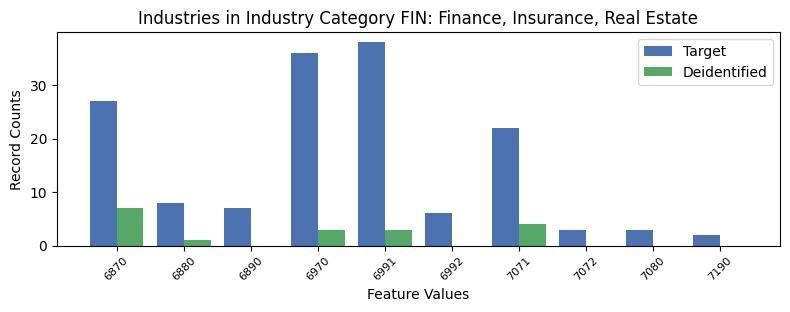 Industries in Industry Category FIN: Finance, Insurance, Real Estate
Target
Deidentified
Record Counts
30
20
10
0
6870 6880 6890 6970 6991 6992 7071 7072 7080 7190
Feature Values